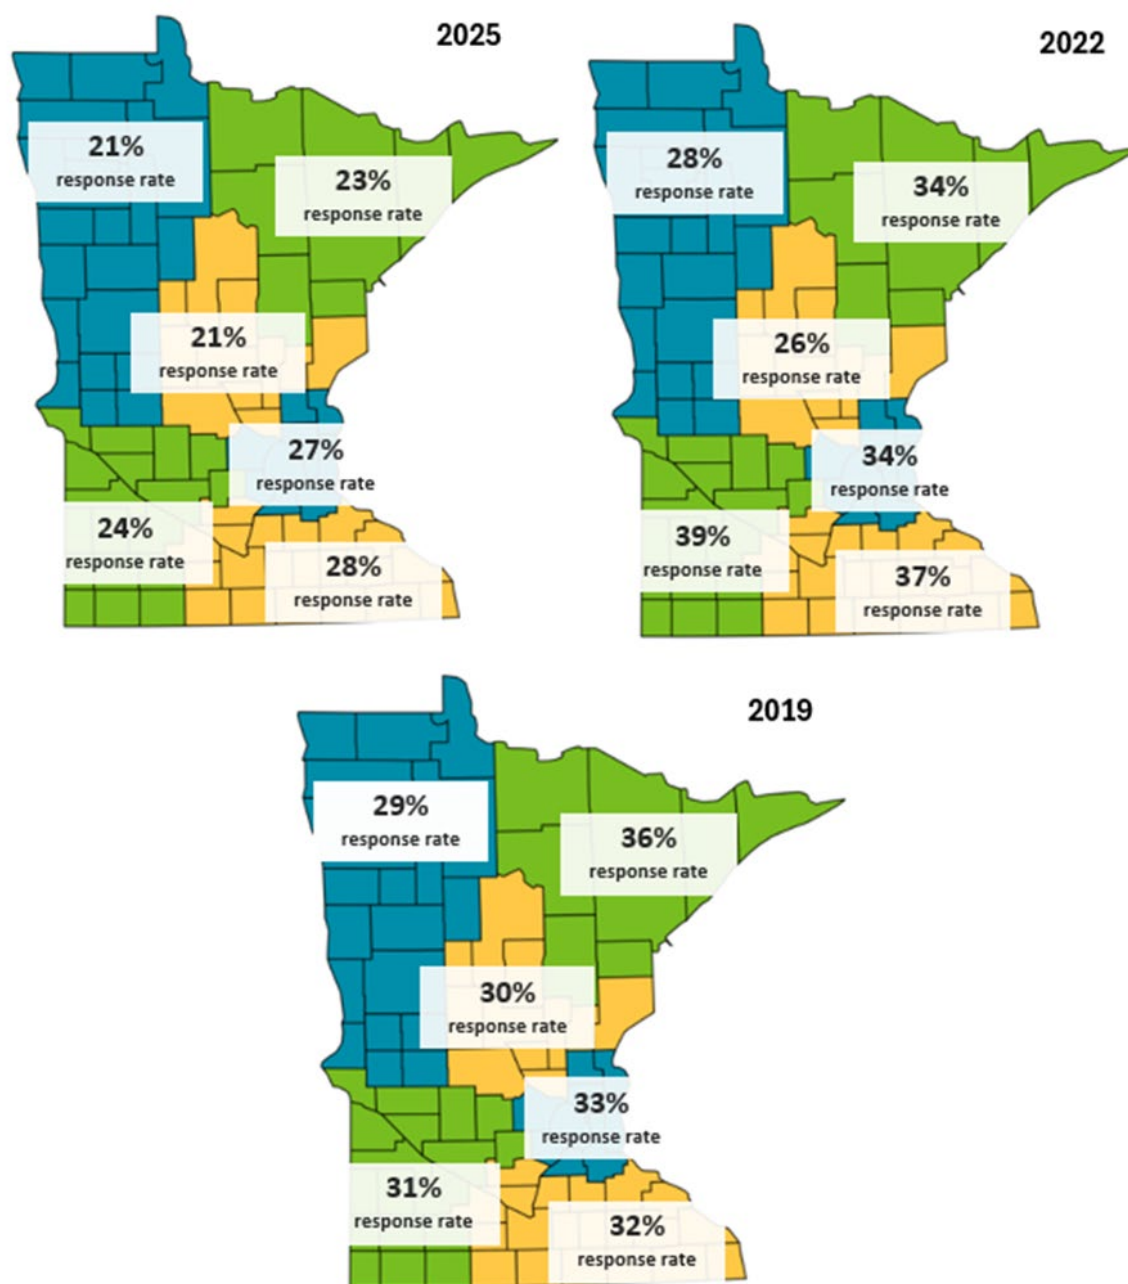 2025
21%
response rate
23%
response rate
21%
response rate
27%
response rate
24%
response rate
28%
response rate
2022
28%
response rate
34%
response rate
26%
response rate
34%
response rate
39%
response rate
37%
response rate
2019
29%
response rate
36%
response rate
30%
response rate
33%
response rate
31%
response rate
32%
response rate